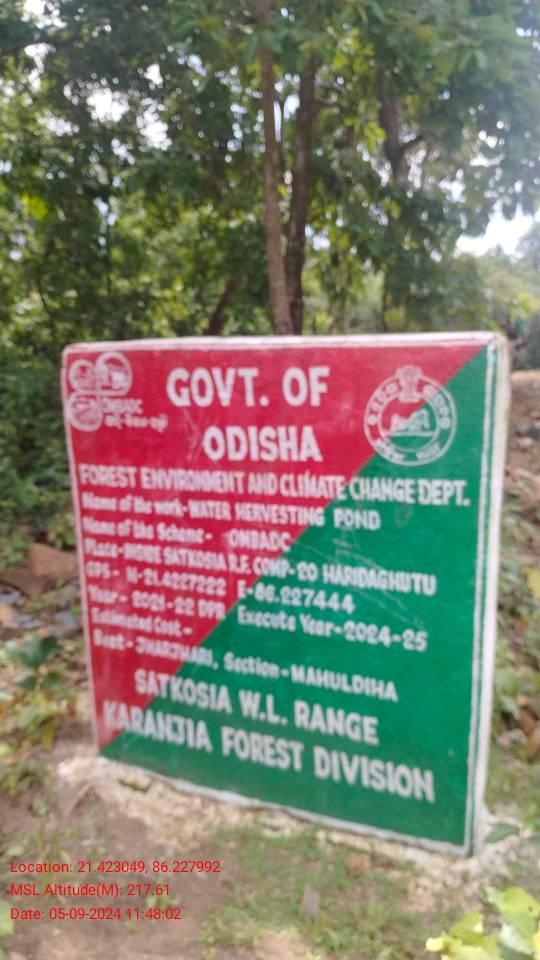 GOVT. OF
ODISHA
OMBADC
FOREST ENVIRONMENT AND CLIMATE CHANGE DEPT.
Name of the work-WATER HERVESTING POND
Name of the Scheme- OMBADC
Place-INSIDE SATKOSIA R.F. COMP-20 HARIDAGHUTU
GPS- N-21.4227222 E-86.227444
Year- 2021-22 DPR Execute Year-2024-25
Estimated Cost-
Beat- JHARJHARI, Section-MAHULDIHA
SATKOSIA W.L. RANGE
KARANJIA FOREST DIVISION
Location: 21.423049, 86.227992
MSL Altitude(M): 217.61
Date: 05-09-2024 11:48:02